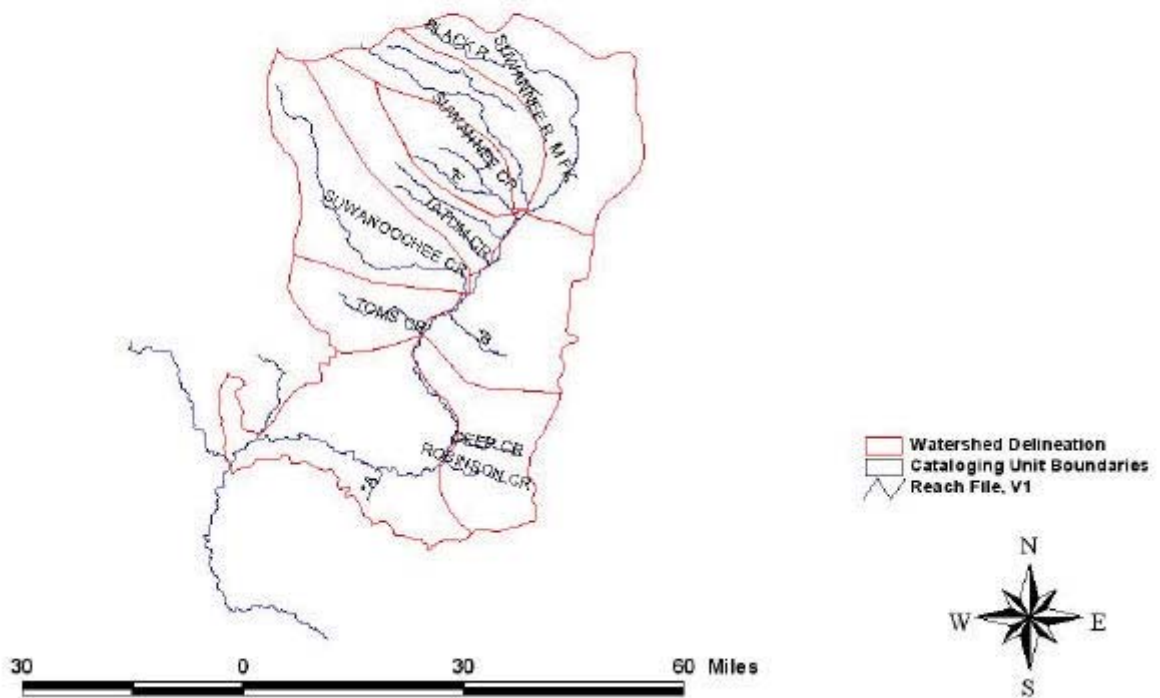 BLACK R
SUWANNEE R, M FK
SUWANNEE CR
*E
TATUM CR
SUWANOOCHEE CR
TOMS CR
*B
DEEP CR
ROBINSON CR
*A
Watershed Delineation
Cataloging Unit Boundaries
Reach File, V1
N
W E
S
30 0 30 60 Miles